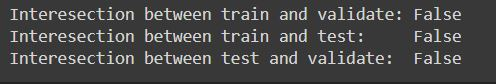 Interesection between train and validate: False
Interesection between train and test:     False
Interesection between test and validate:  False